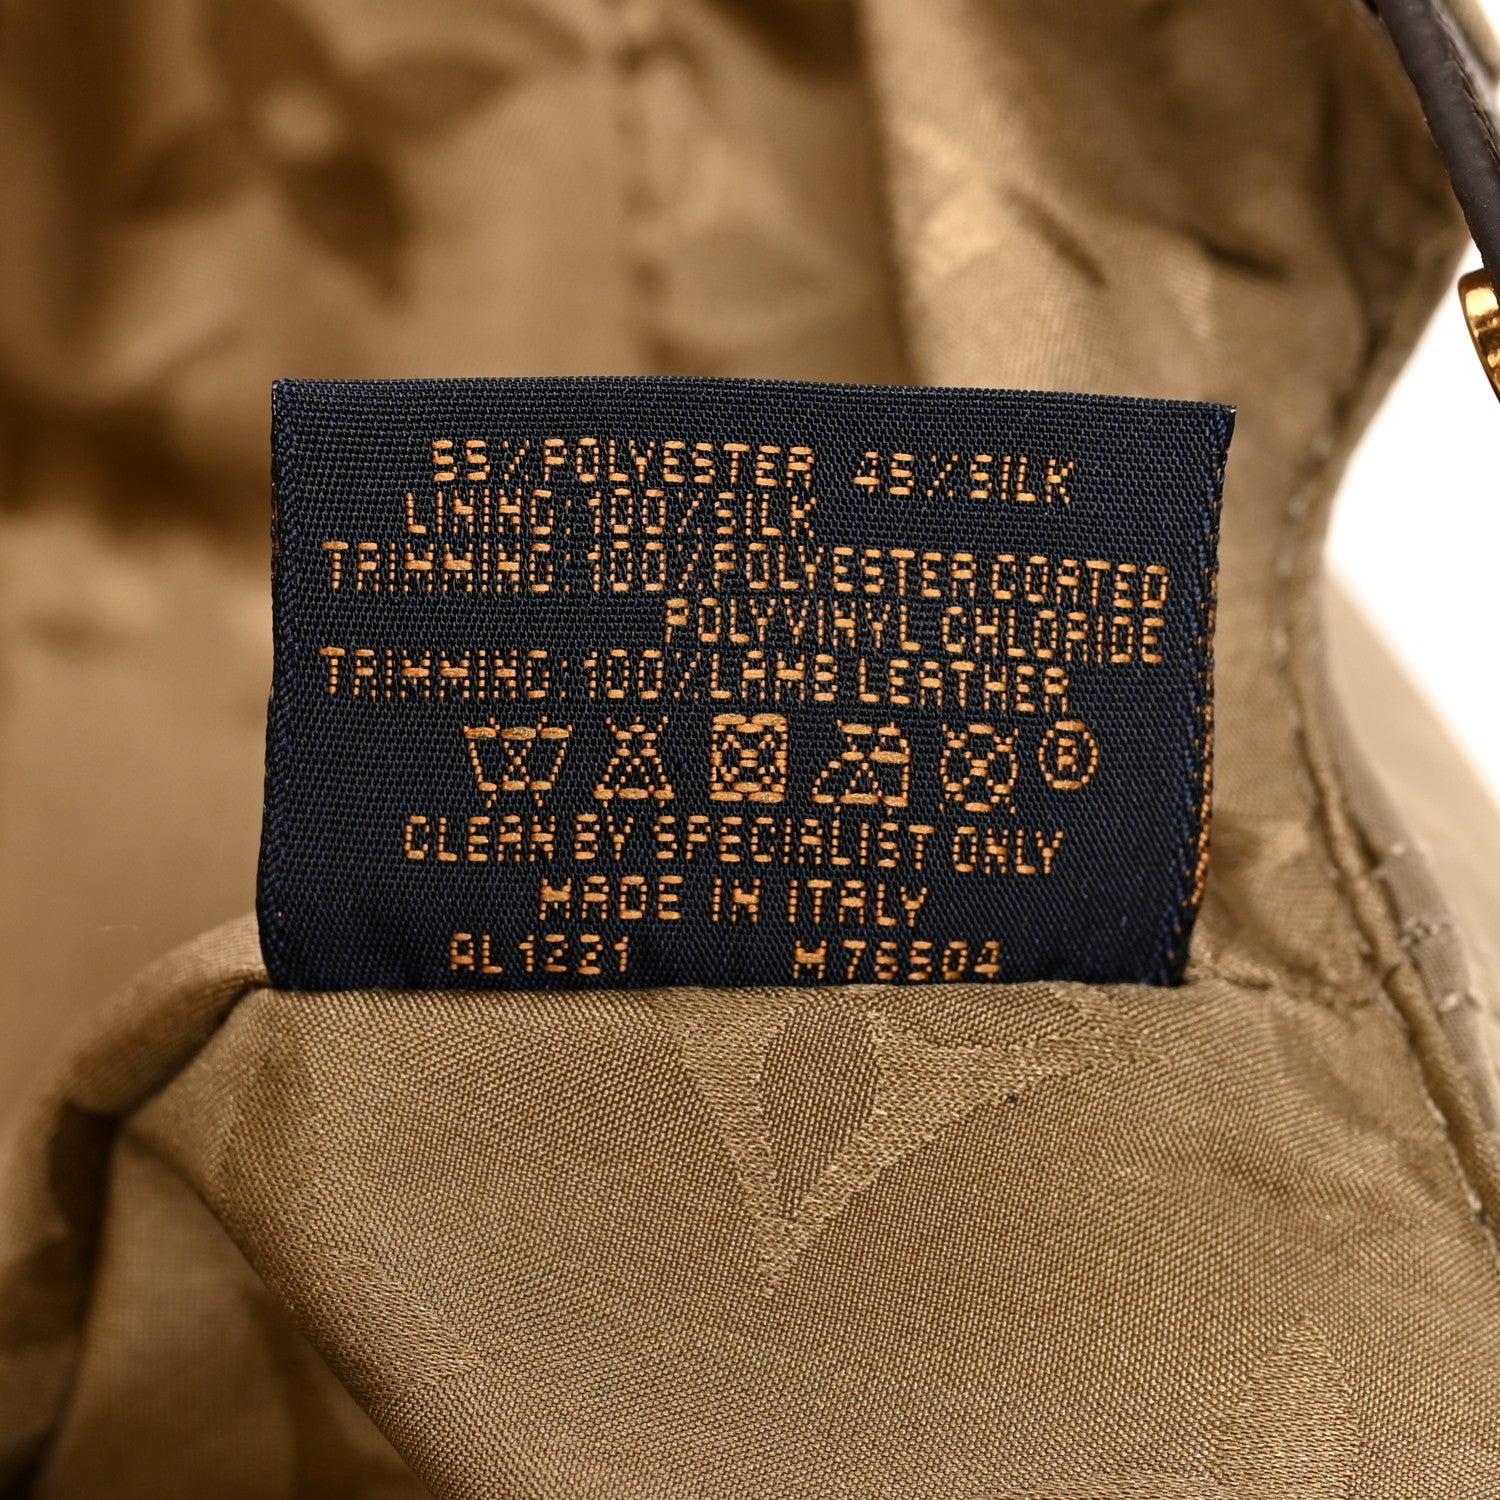 55%POLYESTER 45%SILK
LINING:100%SILK
TRIMMING:100%POLYESTER COATED
POLYVINYL CHLORIDE
TRIMMING:100%LAMB LEATHER
®
CLEAN BY SPECIALIST ONLY
MADE IN ITALY
AL1221 M76504